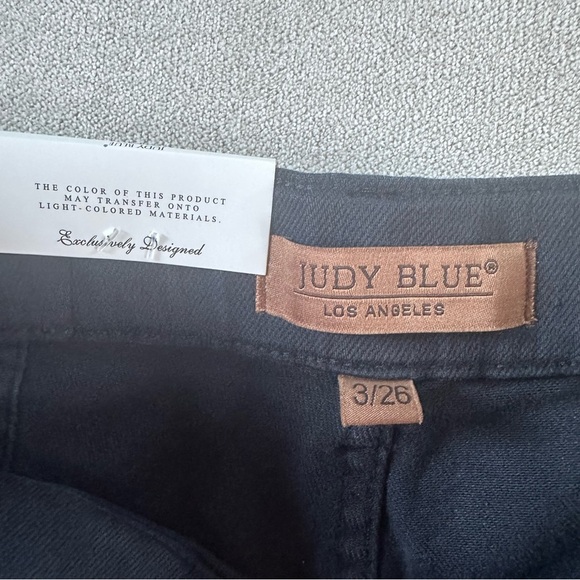 THE COLOR OF THIS PRODUCT
MAY TRANSFER ONTO
LIGHT-COLORED MATERIALS.
Exclusively Designed
JUDY BLUE®
LOS ANGELES
3/26